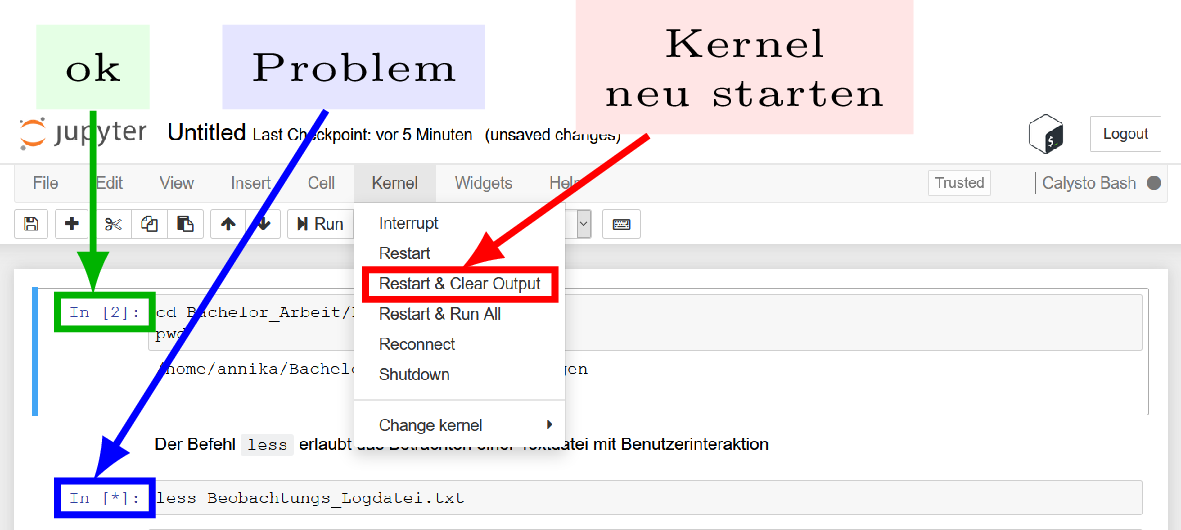 ok
Problem
Kernel
neu starten
jupyter Untitled Last Checkpoint: vor 5 Minuten (unsaved changes)
Logout
File Edit View Insert Cell Kernel Widgets Help
Trusted
Calysto Bash
Run
Interrupt
Restart
Restart & Clear Output
Restart & Run All
Reconnect
Shutdown
Change kernel
In [2]: cd Bachelor_Arbeit/
pwd
/home/annika/Bachel gen
Der Befehl less erlaubt das Betrachten einer Textdatei mit Benutzerinteraktion
In [*]: less Beobachtungs_Logdatei.txt